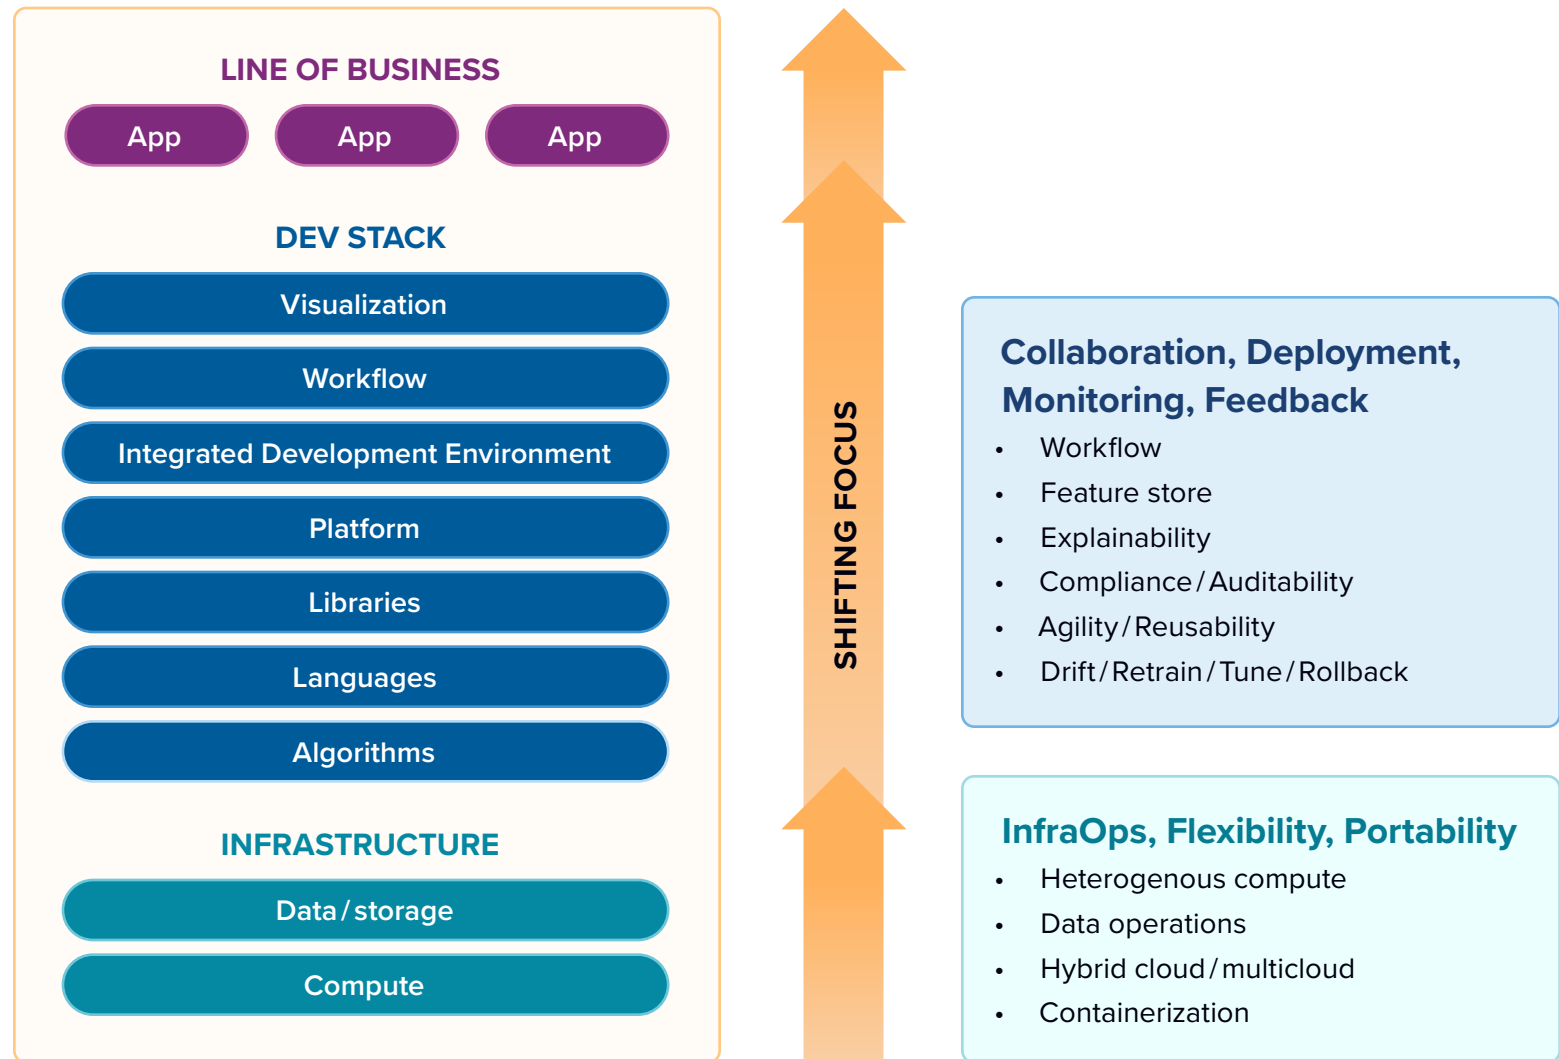 LINE OF BUSINESS
App
App
App
DEV STACK
Visualization
Workflow
Integrated Development Environment
Platform
Libraries
Languages
Algorithms
INFRASTRUCTURE
Data/storage
Compute
SHIFTING FOCUS
Collaboration, Deployment,
Monitoring, Feedback
• Workflow
• Feature store
• Explainability
• Compliance/Auditability
• Agility/Reusability
• Drift/Retrain/Tune/Rollback
InfraOps, Flexibility, Portability
• Heterogenous compute
• Data operations
• Hybrid cloud/multicloud
• Containerization